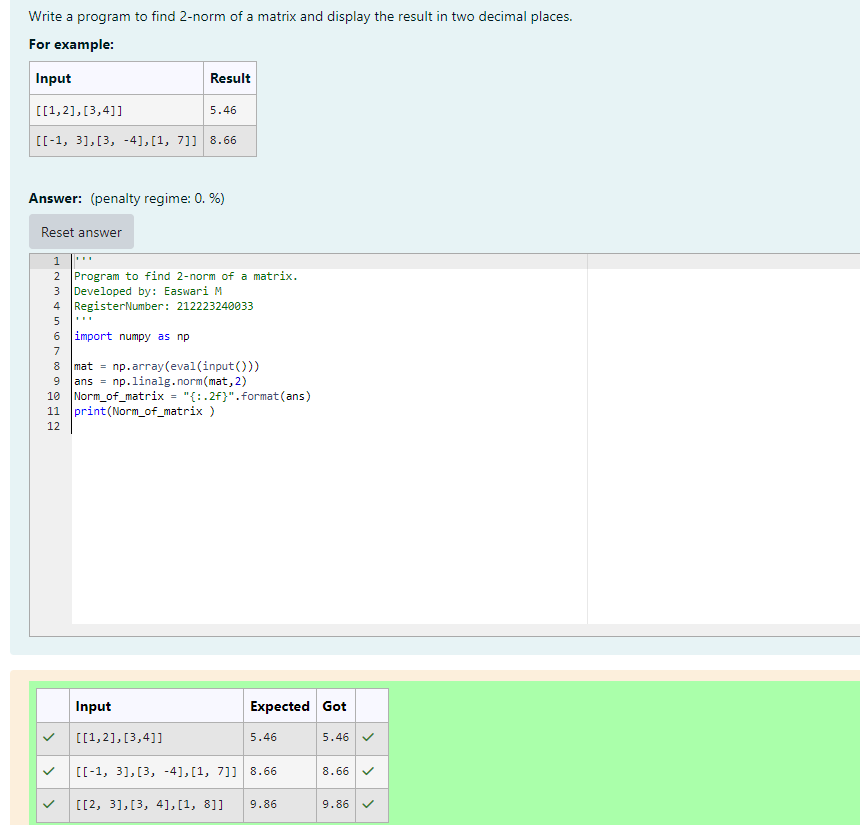 Write a program to find 2-norm of a matrix and display the result in two decimal places.
For example:
Input Result
[[1,2],[3,4]] 5.46
[[-1, 3],[3, -4],[1, 7]] 8.66
Answer: (penalty regime: 0. %)
Reset answer
1 '''
2 Program to find 2-norm of a matrix.
3 Developed by: Easwari M
4 RegisterNumber: 212223240033
5 '''
6 import numpy as np
7
8 mat = np.array(eval(input()))
9 ans = np.linalg.norm(mat,2)
10 Norm_of_matrix = "{:.2f}".format(ans)
11 print(Norm_of_matrix )
12
Input Expected Got
[[1,2],[3,4]] 5.46 5.46
[[-1, 3],[3, -4],[1, 7]] 8.66 8.66
[[2, 3],[3, 4],[1, 8]] 9.86 9.86